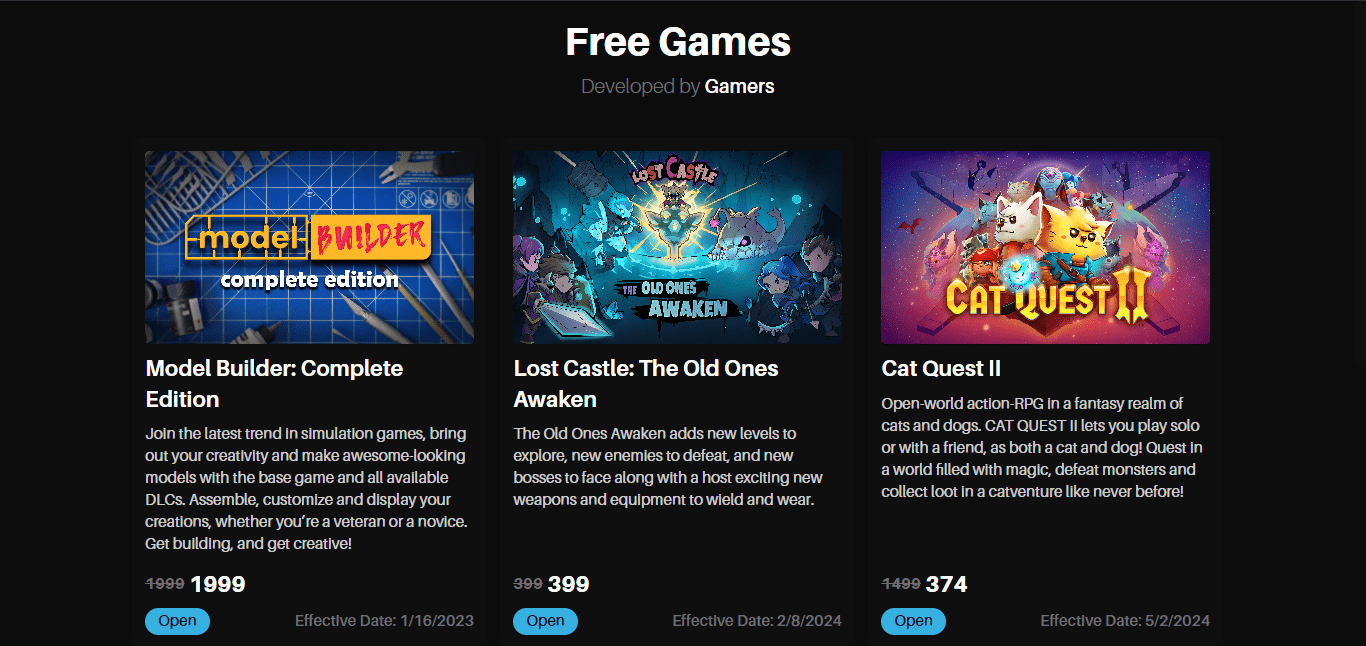 Free Games
Developed by Gamers
model BUILDER
complete edition
LOST CASTLE
THE OLD ONES
AWAKEN
CAT QUEST II
Model Builder: Complete
Edition
Join the latest trend in simulation games, bring
out your creativity and make awesome-looking
models with the base game and all available
DLCs. Assemble, customize and display your
creations, whether you’re a veteran or a novice.
Get building, and get creative!
1999 1999
Open
Effective Date: 1/16/2023
Lost Castle: The Old Ones
Awaken
The Old Ones Awaken adds new levels to
explore, new enemies to defeat, and new
bosses to face along with a host exciting new
weapons and equipment to wield and wear.
399 399
Open
Effective Date: 2/8/2024
Cat Quest II
Open-world action-RPG in a fantasy realm of
cats and dogs. CAT QUEST II lets you play solo
or with a friend, as both a cat and dog! Quest in
a world filled with magic, defeat monsters and
collect loot in a catventure like never before!
1499 374
Open
Effective Date: 5/2/2024